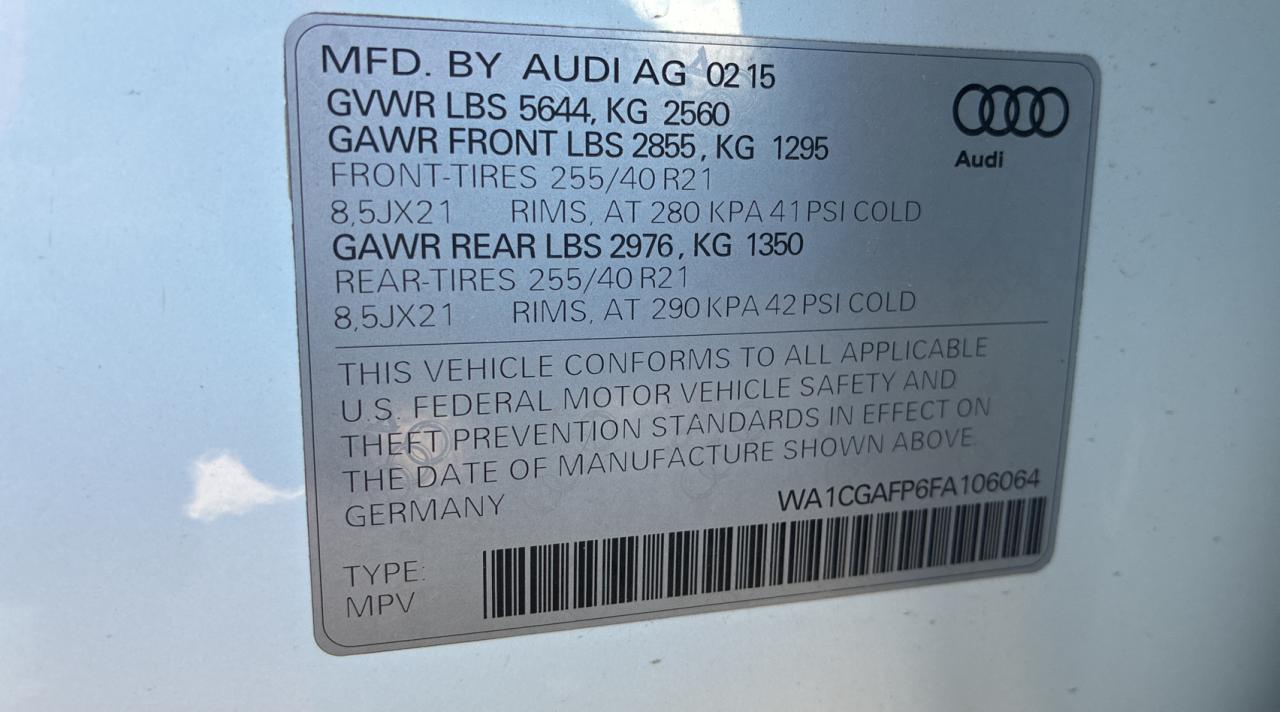 MFD. BY AUDI AG 02 15
GVWR LBS 5644, KG 2560
GAWR FRONT LBS 2855, KG 1295
FRONT-TIRES 255/40 R21
8,5JX21 RIMS, AT 280 KPA 41 PSI COLD
GAWR REAR LBS 2976, KG 1350
REAR-TIRES 255/40 R21
8,5JX21 RIMS, AT 290 KPA 42 PSI COLD
Audi
THIS VEHICLE CONFORMS TO ALL APPLICABLE
U.S. FEDERAL MOTOR VEHICLE SAFETY AND
THEFT PREVENTION STANDARDS IN EFFECT ON
THE DATE OF MANUFACTURE SHOWN ABOVE.
GERMANY
WA1CGAFP6FA106064
TYPE:
MPV